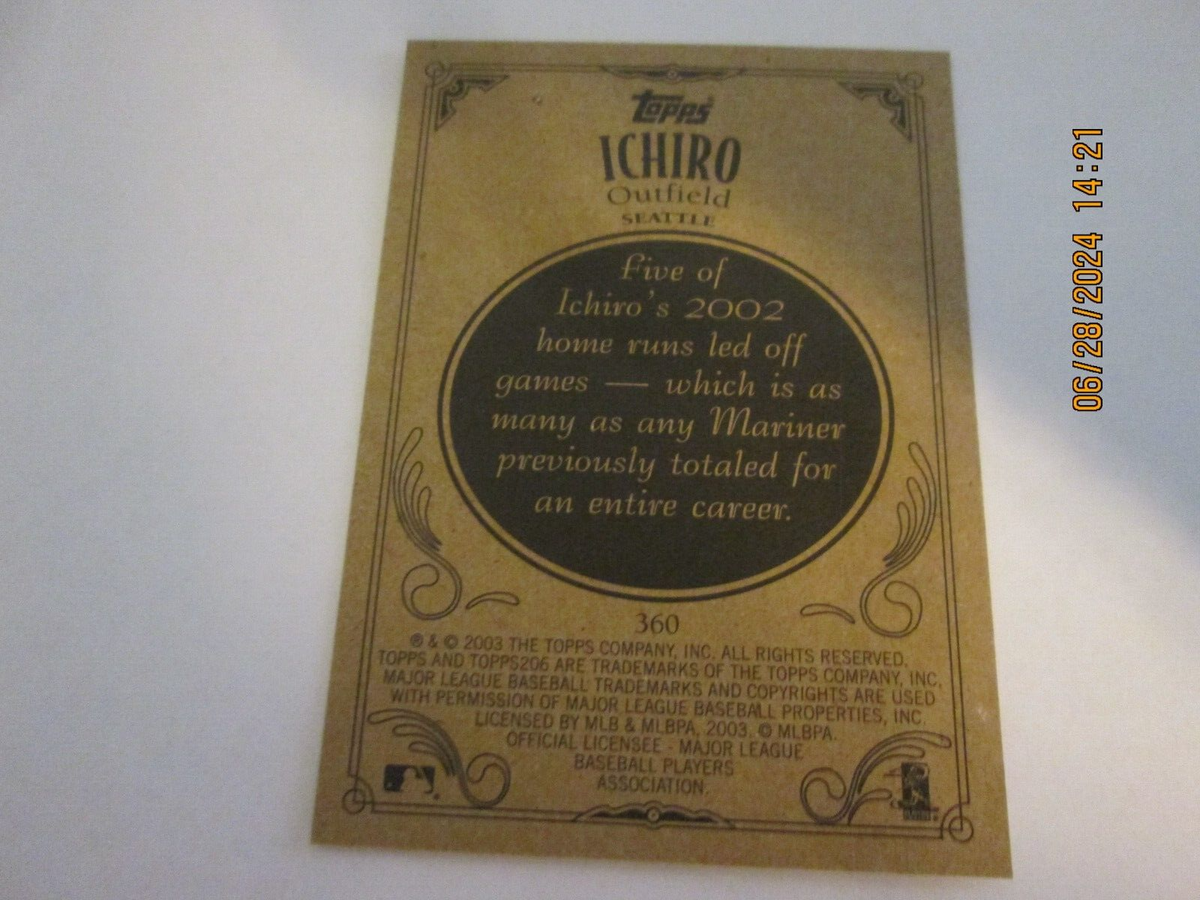 Topps
ICHIRO
Outfield
SEATTLE
Five of
Ichiro's 2002
home runs led off
games — which is as
many as any Mariner
previously totaled for
an entire career.
360
® & © 2003 THE TOPPS COMPANY, INC. ALL RIGHTS RESERVED.
TOPPS AND TOPPS206 ARE TRADEMARKS OF THE TOPPS COMPANY, INC.
MAJOR LEAGUE BASEBALL TRADEMARKS AND COPYRIGHTS ARE USED
WITH PERMISSION OF MAJOR LEAGUE BASEBALL PROPERTIES, INC.
LICENSED BY MLB & MLBPA, 2003. © MLBPA.
OFFICIAL LICENSEE - MAJOR LEAGUE
BASEBALL PLAYERS
ASSOCIATION.
06/28/2024 14:21